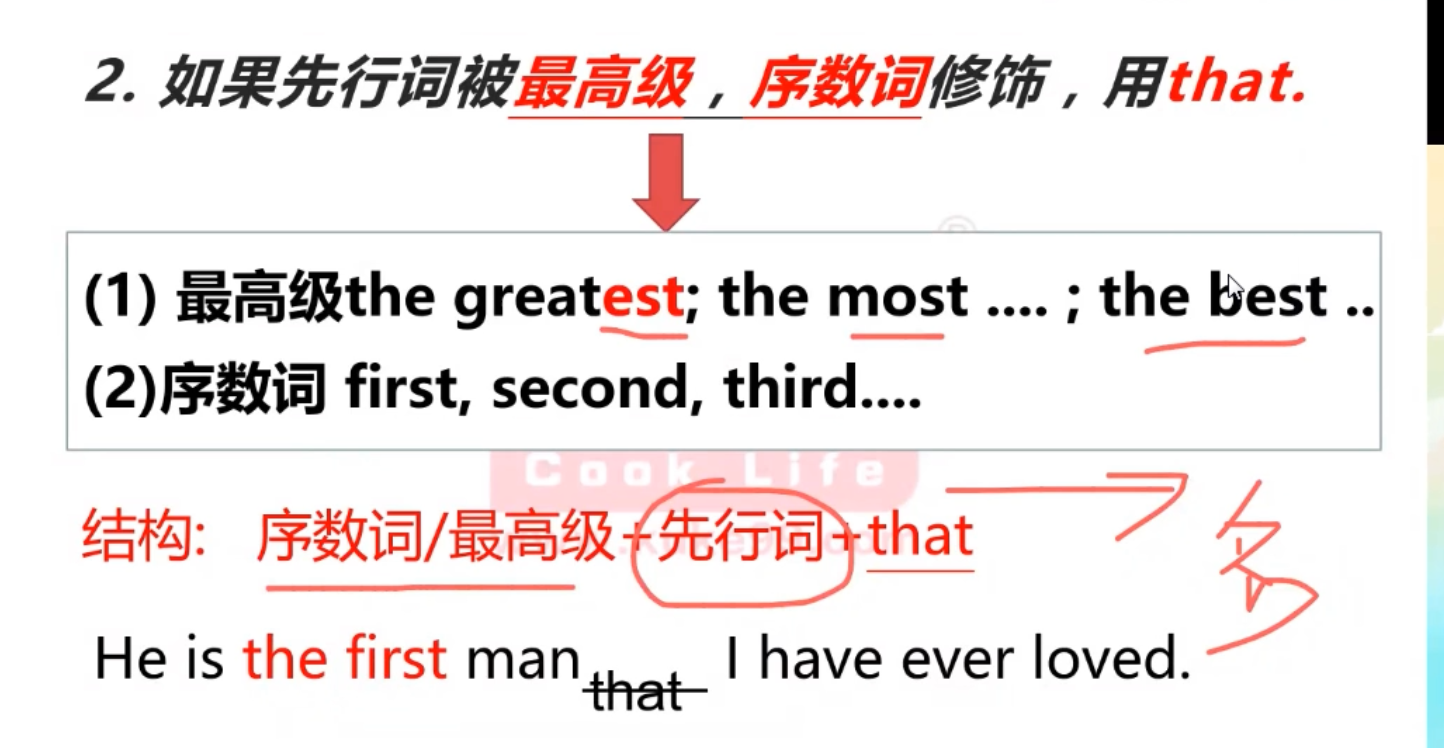 2. 如果先行词被最高级，序数词修饰，用that.
(1) 最高级the greatest; the most .... ; the best ..
(2)序数词 first, second, third....
Cook Life
结构: 序数词/最高级+先行词+that
多
He is the first man that I have ever loved.